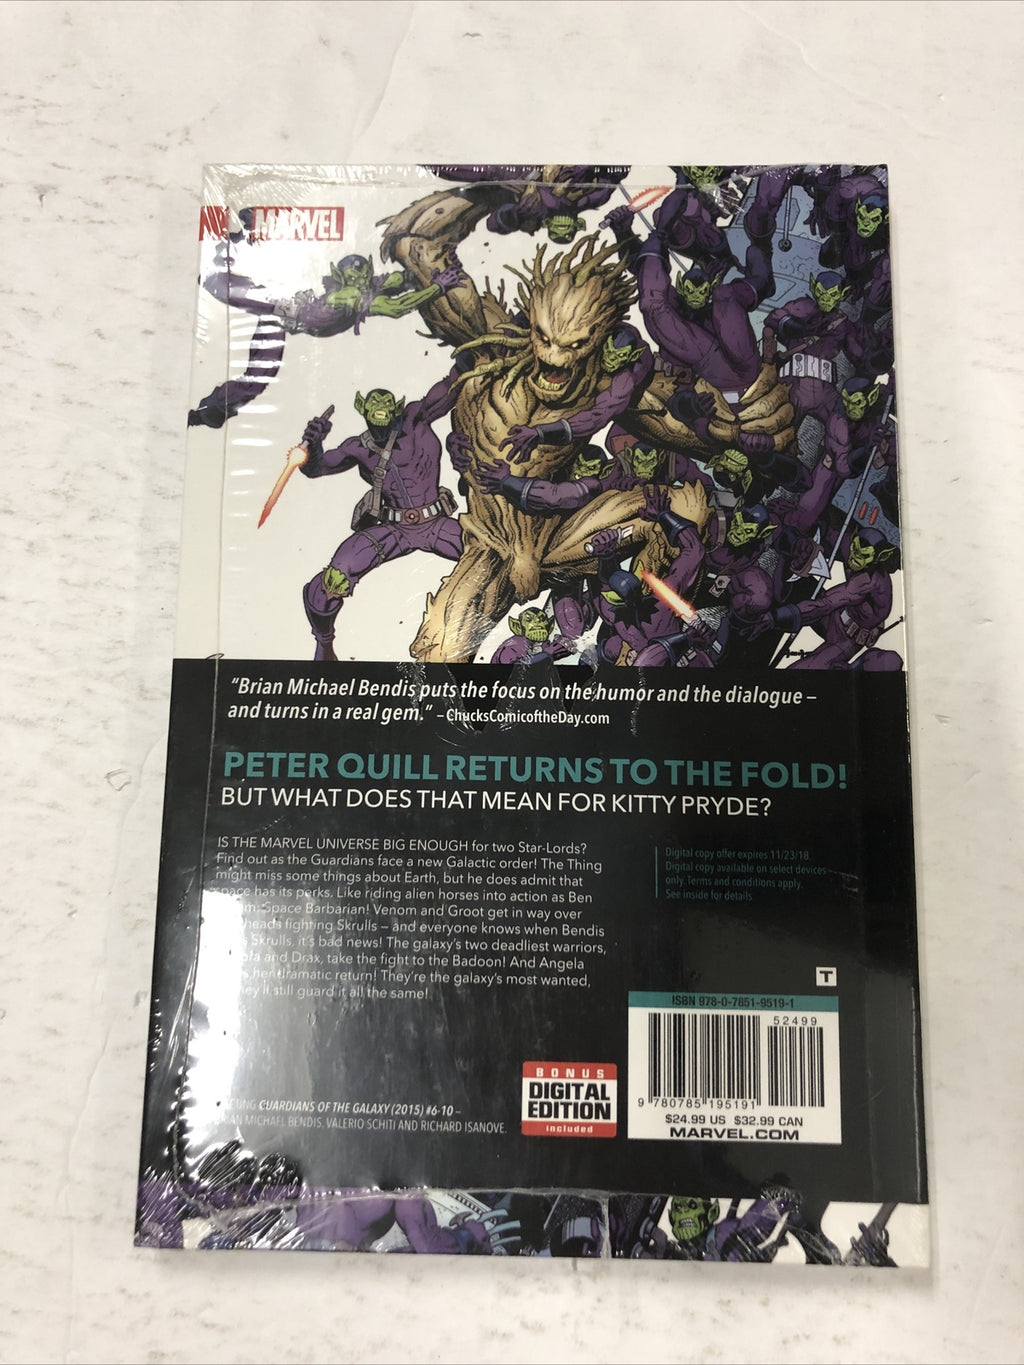 MARVEL
“Brian Michael Bendis puts the focus on the humor and the dialogue –
and turns in a real gem.” – ChucksComicoftheDay.com
PETER QUILL RETURNS TO THE FOLD!
BUT WHAT DOES THAT MEAN FOR KITTY PRYDE?
IS THE MARVEL UNIVERSE BIG ENOUGH for two Star-Lords?
Find out as the Guardians face a new Galactic order! The Thing
might miss some things about Earth, but he does admit that
space has its perks. Like riding alien horses into action as Ben
Space Barbarian! Venom and Groot get in way over
heads fighting Skrulls – and everyone knows when Bendis
Skrulls, it's bad news! The galaxy's two deadliest warriors,
and Drax, take the fight to the Badoon! And Angela
her dramatic return! They're the galaxy's most wanted,
still guard it all the same!
Digital copy offer expires 11/23/18.
Digital copy available on select devices
only. Terms and conditions apply.
See inside for details.
T
ISBN 978-0-7851-9519-1
52499
9 780785 195191
$24.99 US $32.99 CAN
MARVEL.COM
BONUS
DIGITAL
EDITION
included
GUARDIANS OF THE GALAXY (2015) #6-10 –
MICHAEL BENDIS, VALERIO SCHITI AND RICHARD ISANOVE.